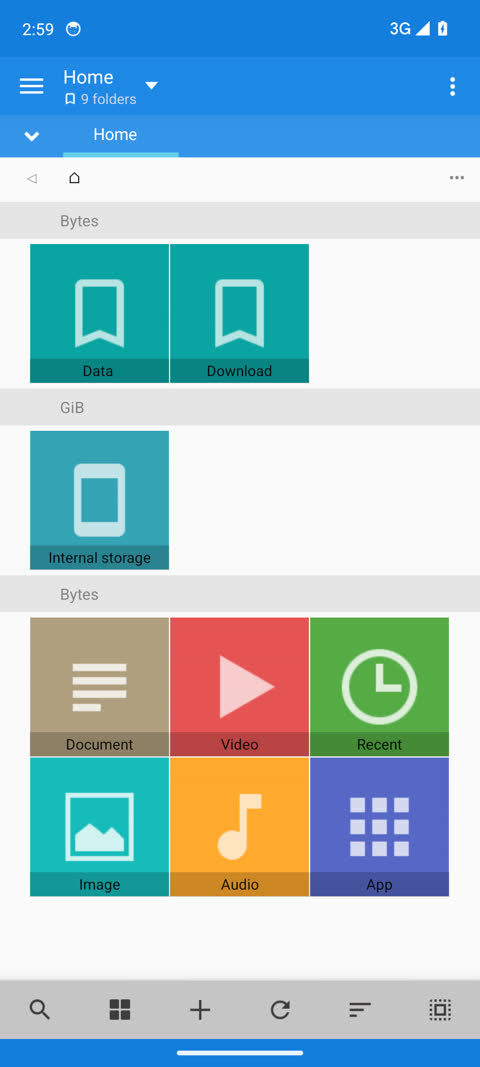 2:59
3G
Home
9 folders
Home
Bytes
Data
Download
GiB
Internal storage
Bytes
Document
Video
Recent
Image
Audio
App